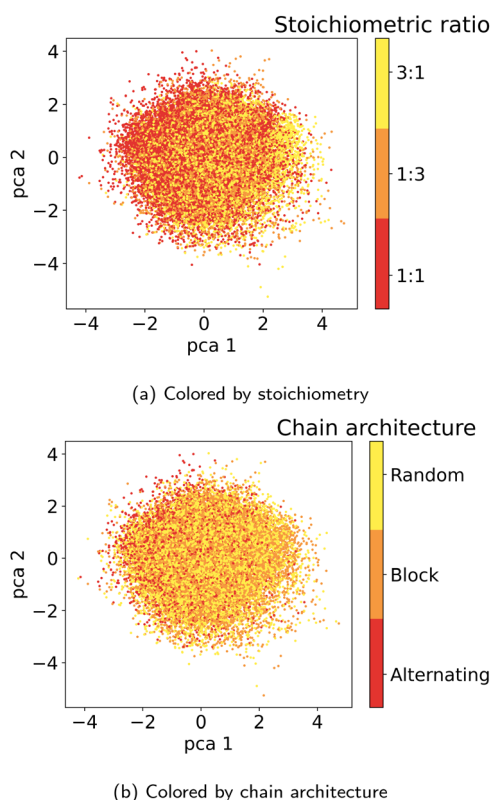 Stoichiometric ratio
4
2
0
−2
−4
pca 2
−4 −2 0 2 4
pca 1
3:1
1:3
1:1
(a) Colored by stoichiometry
Chain architecture
4
2
0
−2
−4
pca 2
−4 −2 0 2 4
pca 1
Random
Block
Alternating
(b) Colored by chain architecture